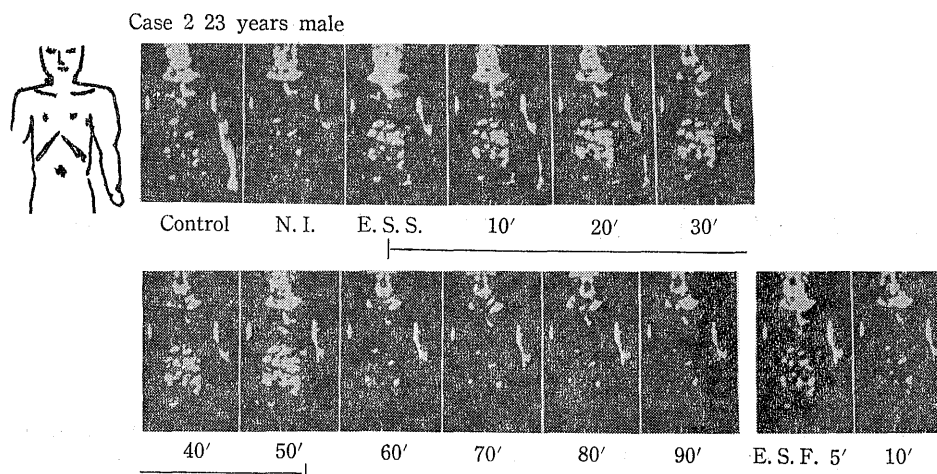 Case 2 23 years male
Control N. I. E. S. S. 10′ 20′ 30′
40′ 50′ 60′ 70′ 80′ 90′ E. S. F. 5′ 10′